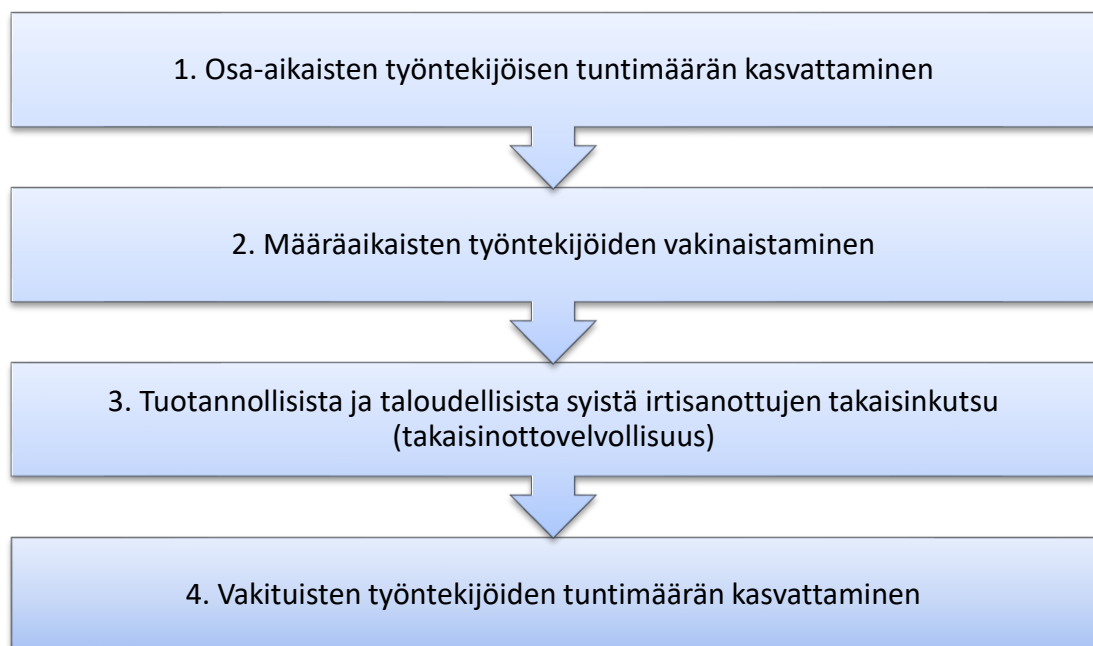 1. Osa-aikaisten työntekijöisen tuntimäärän kasvattaminen
2. Määräaikaisten työntekijöiden vakinaistaminen
3. Tuotannollisista ja taloudellisista syistä irtisanottujen takaisinkutsu
(takaisinottovelvollisuus)
4. Vakituisten työntekijöiden tuntimäärän kasvattaminen